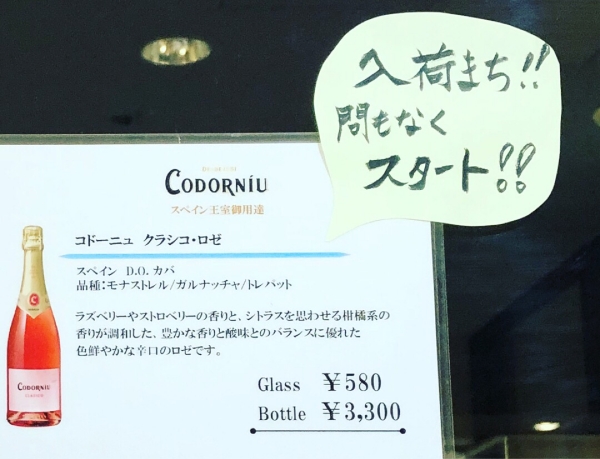 入荷まち!!
問もなく
スタート!!
CODORNÍU
スペイン王室御用達
コドーニュ クラシコ・ロゼ
スペイン D.O. カバ
品種:モナストレル/ガルナッチャ/トレパット
ラズベリーやストロベリーの香りと、シトラスを思わせる柑橘系の
香りが調和した、豊かな香りと酸味とのバランスに優れた
色鮮やかな辛口のロゼです。
Glass ¥580
Bottle ¥3,300
CODORNÍU